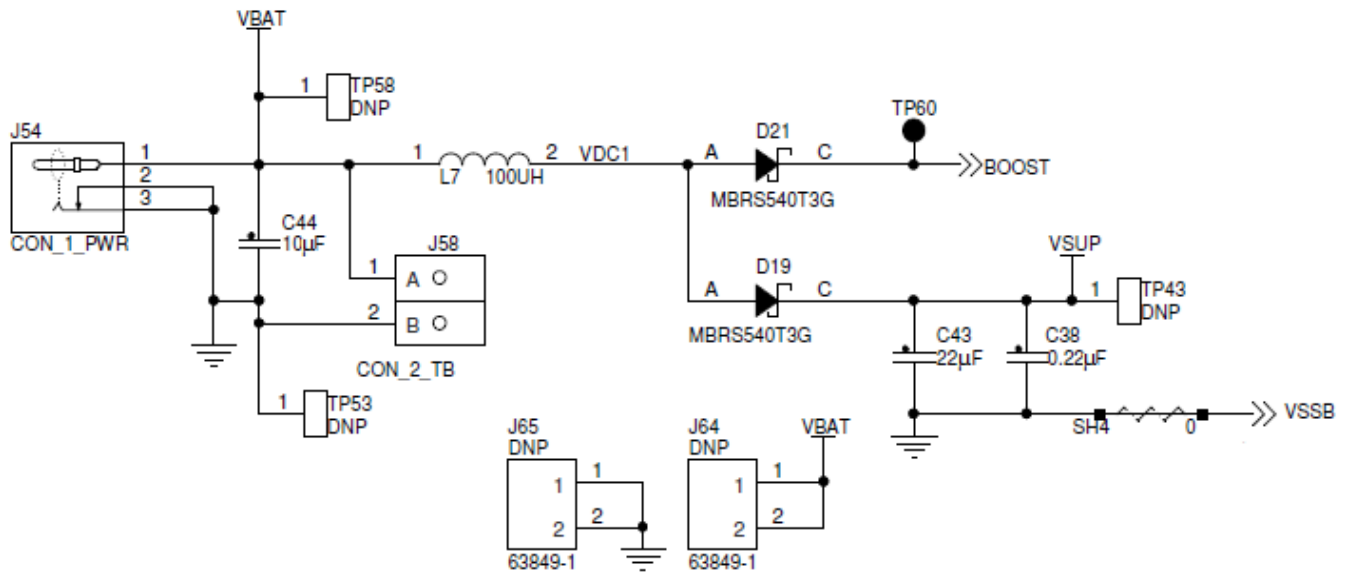 VBAT
1
TP58
DNP
J54
1
2
3
CON_1_PWR
C44
10µF
1
2
L7
100UH
VDC1
A
D21
C
MBRS540T3G
TP60
BOOST
J58
1
A
2
B
CON_2_TB
A
D19
C
MBRS540T3G
VSUP
1
TP43
DNP
C43
22µF
C38
0.22µF
1
TP53
DNP
SH4
0
VSSB
J65
DNP
1
1
2
2
63849-1
J64
DNP
VBAT
1
1
2
2
63849-1